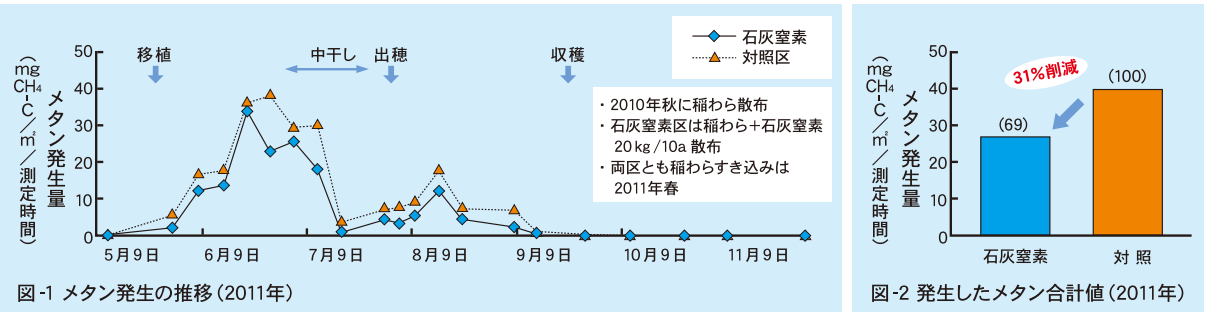 50
40
30
20
10
0
(mgCH₄-C/㎡/測定時間)
メタン発生量
移植
中干し
出穂
収穫
石灰窒素
対照区
・2010年秋に稲わら散布
・石灰窒素区は稲わら+石灰窒素
20kg/10a 散布
・両区とも稲わらすき込みは
2011年春
5月9日 6月9日 7月9日 8月9日 9月9日 10月9日 11月9日
図-1 メタン発生の推移(2011年)
50
40
30
20
10
0
(mgCH₄-C/㎡/測定時間)
メタン発生量
31%削減
(69)
(100)
石灰窒素
対照
図-2 発生したメタン合計値(2011年)